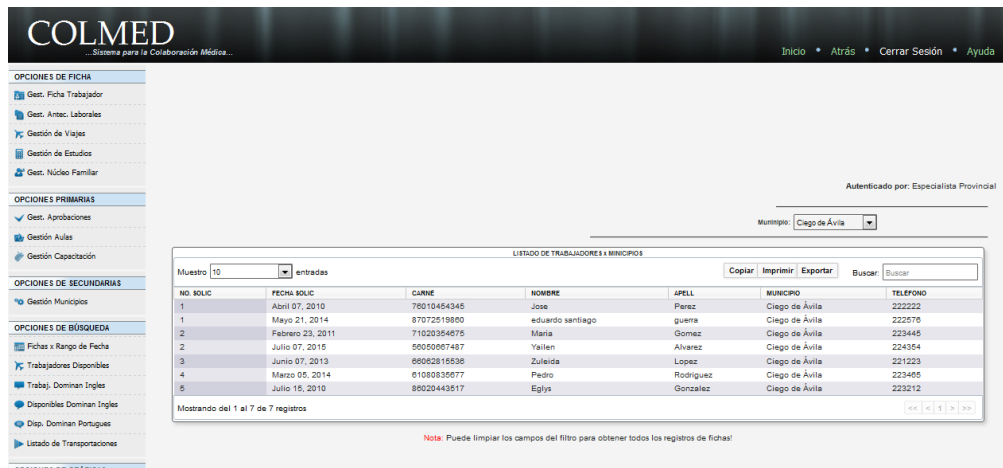 COLMED
...Sistema para la Colaboración Médica...
Inicio • Atrás • Cerrar Sesión • Ayuda
OPCIONES DE FICHA
Gest. Ficha Trabajador
Gest. Antec. Laborales
Gestión de Viajes
Gestión de Estudios
Gest. Núcleo Familiar
OPCIONES PRIMARIAS
Gest. Aprobaciones
Gestión Aulas
Gestión Capacitación
OPCIONES DE SECUNDARIAS
Gestión Municipios
OPCIONES DE BÚSQUEDA
Fichas x Rango de Fecha
Trabajadores Disponibles
Trabaj. Dominan Ingles
Disponibles Dominan Ingles
Disp. Dominan Portugues
Listado de Transportaciones
Autenticado por: Especialista Provincial
Muninipio: Ciego de Ávila
LISTADO DE TRABAJADORES x MINICIPIOS
Muestro 10 entradas
Copiar Imprimir Exportar Buscar: Buscar
NO. SOLIC FECHA SOLIC CARNÉ NOMBRE APELL MUNICIPIO TELÉFONO
1 Abril 07, 2010 76010454345 Jose Perez Ciego de Ávila 222222
1 Mayo 21, 2014 87072519860 eduardo santiago guerra Ciego de Ávila 222576
2 Febrero 23, 2011 71020354675 Maria Gomez Ciego de Ávila 223445
2 Julio 07, 2015 56050667487 Yailen Alvarez Ciego de Ávila 224354
3 Junio 07, 2013 66062815536 Zuleida Lopez Ciego de Ávila 221223
4 Marzo 05, 2014 61080835677 Pedro Rodriguez Ciego de Ávila 223465
5 Julio 15, 2010 86020443517 Eglys Gonzalez Ciego de Ávila 223212
Mostrando del 1 al 7 de 7 registros
<< < 1 > >>
Nota: Puede limpiar los campos del filtro para obtener todos los registros de fichas!